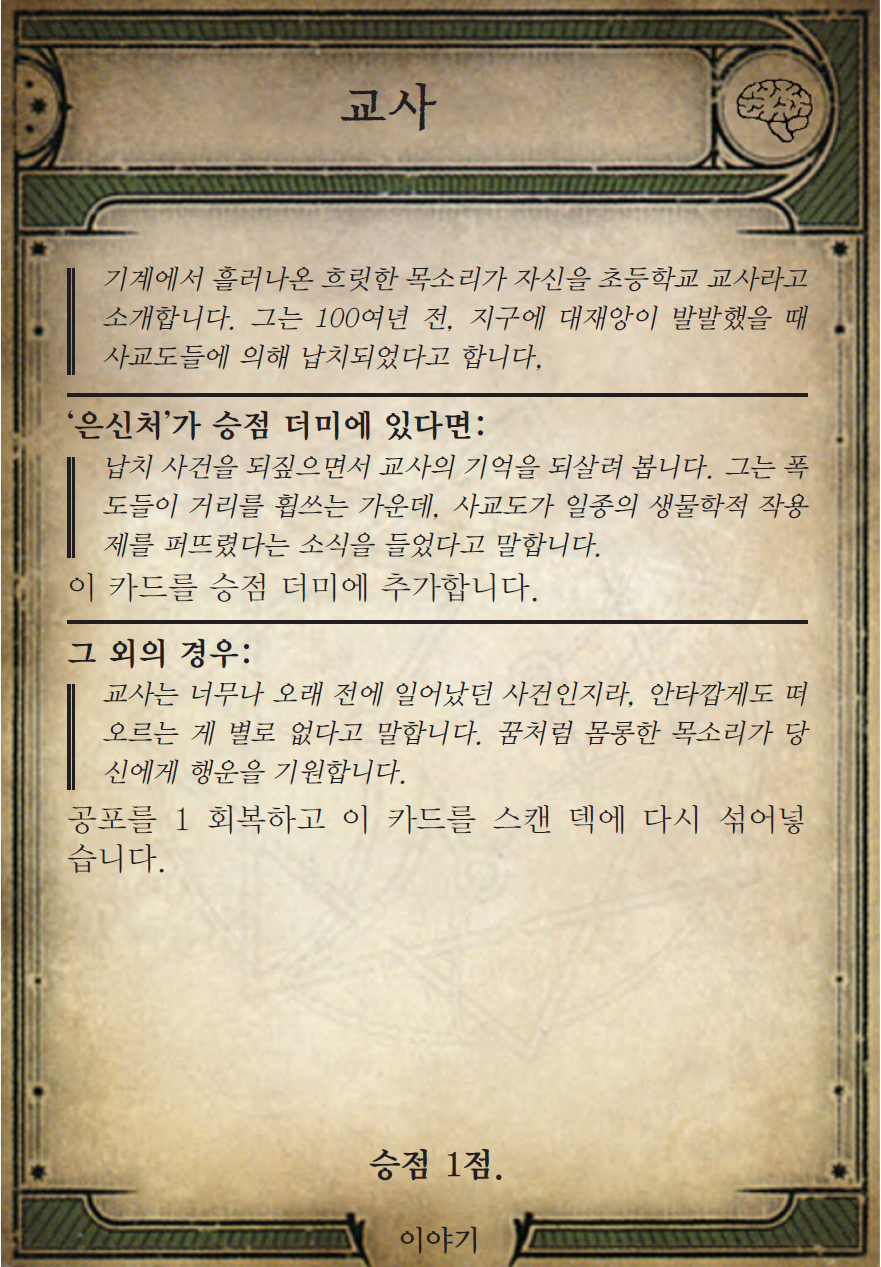 교사
기계에서 흘러나온 흐릿한 목소리가 자신을 초등학교 교사라고
소개합니다. 그는 100여년 전, 지구에 대재앙이 발발했을 때
사교도들에 의해 납치되었다고 합니다,
‘은신처’가 승점 더미에 있다면:
납치 사건을 되짚으면서 교사의 기억을 되살려 봅니다. 그는 폭
도들이 거리를 휩쓰는 가운데, 사교도가 일종의 생물학적 작용
제를 퍼뜨렸다는 소식을 들었다고 말합니다.
이 카드를 승점 더미에 추가합니다.
그 외의 경우:
교사는 너무나 오래 전에 일어났던 사건인지라, 안타깝게도 떠
오르는 게 별로 없다고 말합니다. 꿈처럼 몽롱한 목소리가 당
신에게 행운을 기원합니다.
공포를 1 회복하고 이 카드를 스캔 덱에 다시 섞어넣
습니다.
승점 1점.
이야기